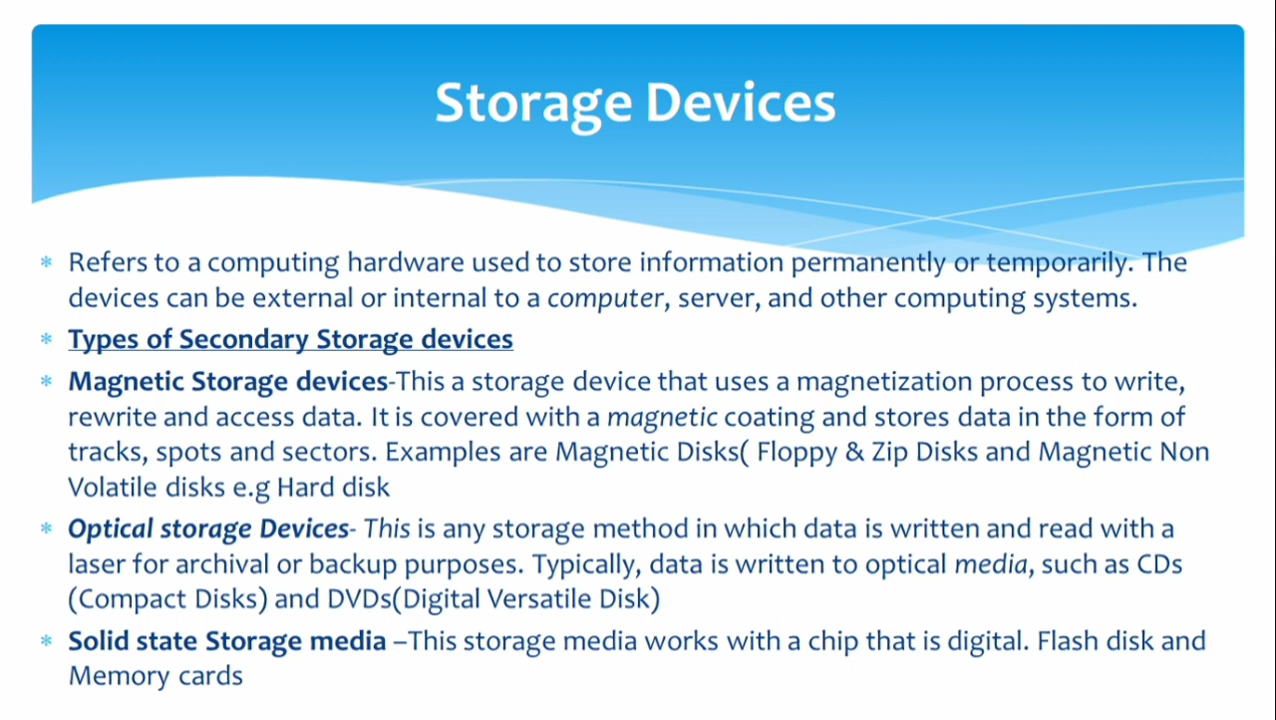 Storage Devices
* Refers to a computing hardware used to store information permanently or temporarily. The
devices can be external or internal to a computer, server, and other computing systems.
* Types of Secondary Storage devices
* Magnetic Storage devices-This a storage device that uses a magnetization process to write,
rewrite and access data. It is covered with a magnetic coating and stores data in the form of
tracks, spots and sectors. Examples are Magnetic Disks( Floppy & Zip Disks and Magnetic Non
Volatile disks e.g Hard disk
* Optical storage Devices- This is any storage method in which data is written and read with a
laser for archival or backup purposes. Typically, data is written to optical media, such as CDs
(Compact Disks) and DVDs(Digital Versatile Disk)
* Solid state Storage media –This storage media works with a chip that is digital. Flash disk and
Memory cards